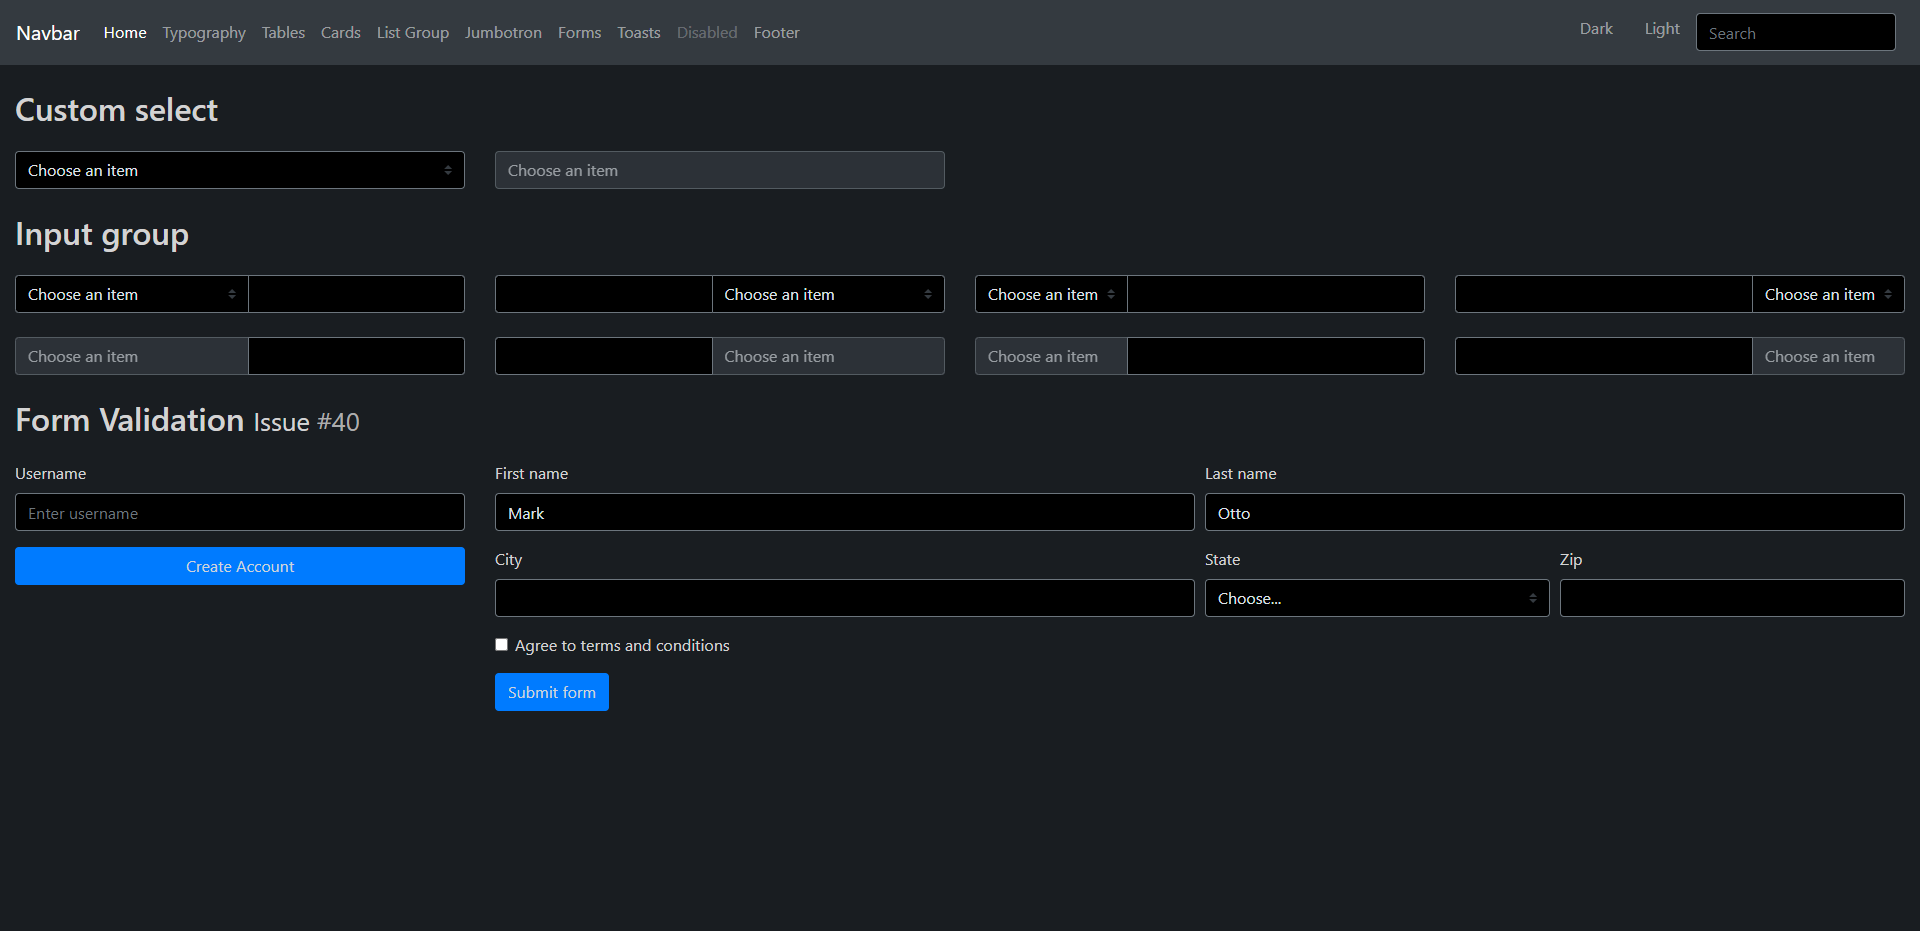 Navbar Home Typography Tables Cards List Group Jumbotron Forms Toasts Disabled Footer Dark Light Search
Custom select
Choose an item Choose an item
Input group
Choose an item Choose an item Choose an item Choose an item
Choose an item Choose an item Choose an item Choose an item
Form Validation Issue #40
Username First name Last name
Enter username Mark Otto
Create Account City State Zip
Choose...
Agree to terms and conditions
Submit form